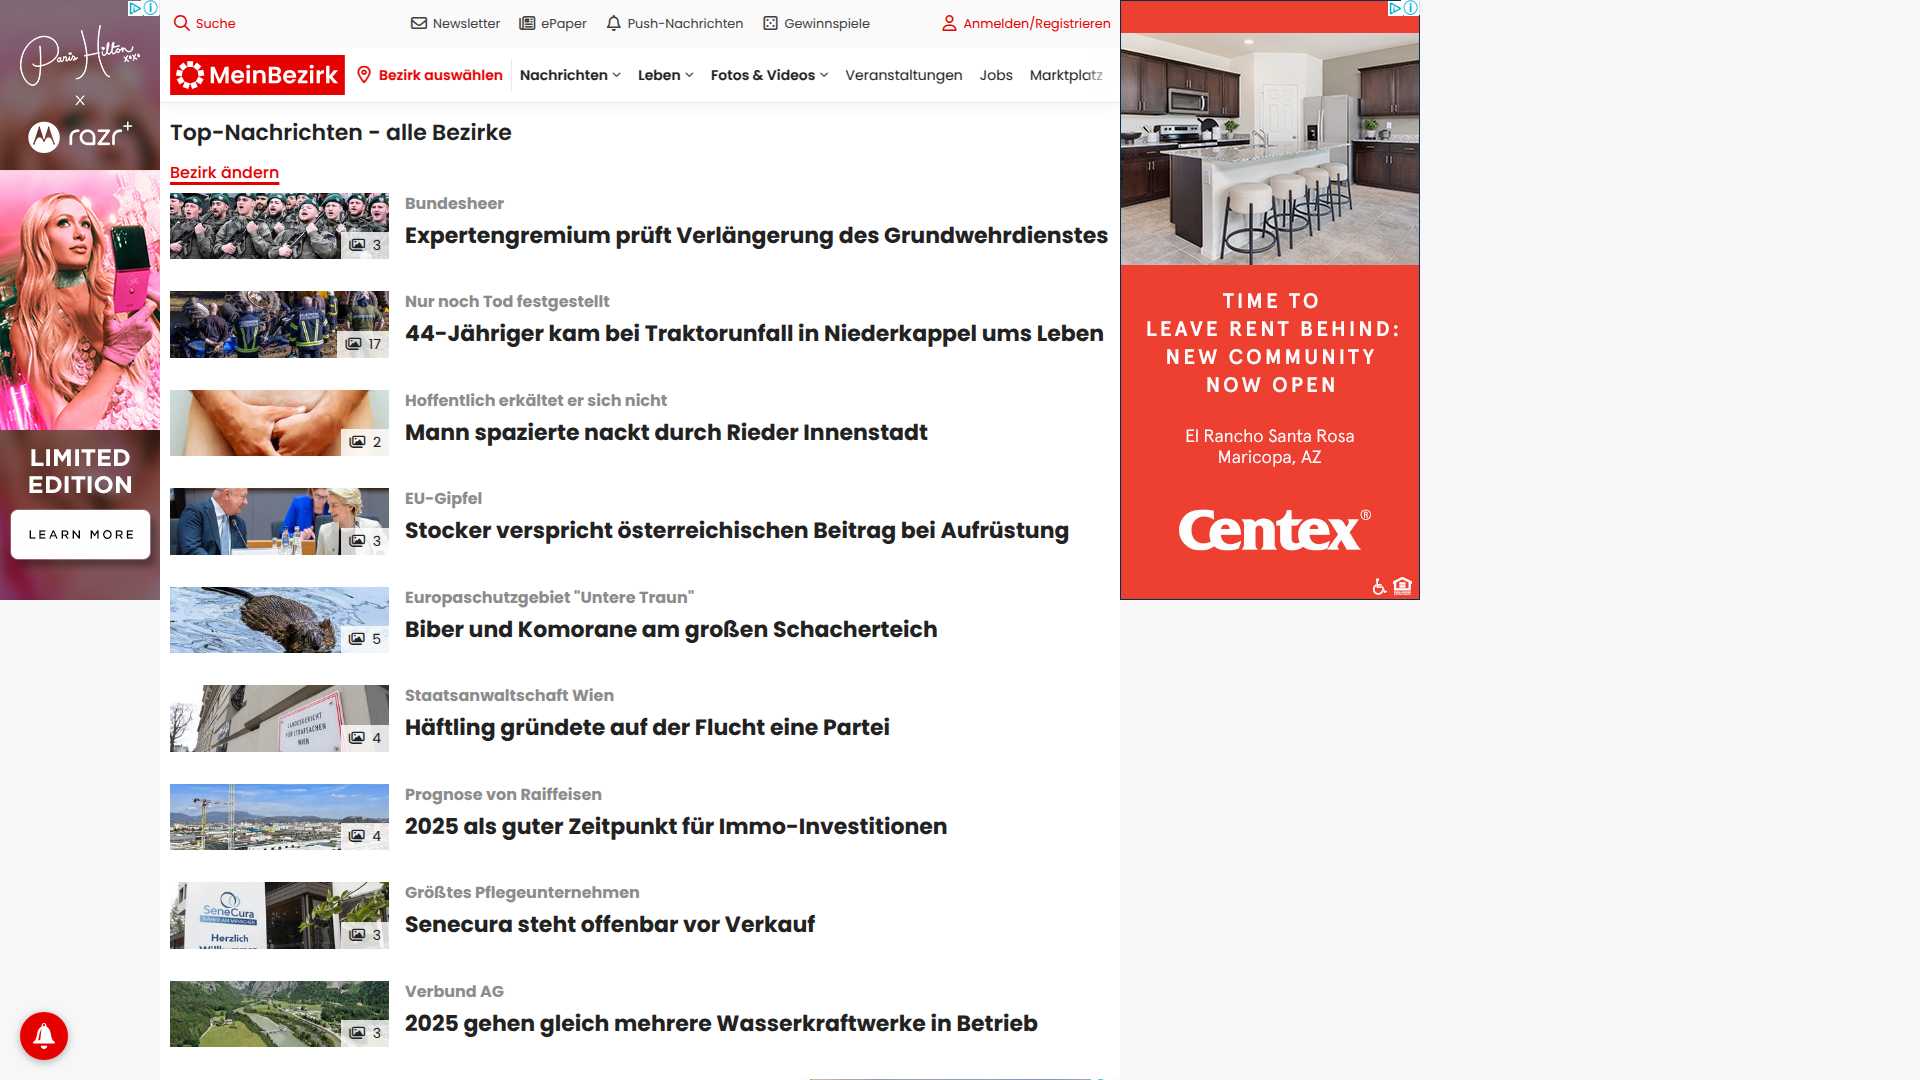 Suche
Newsletter
ePaper
Push-Nachrichten
Gewinnspiele
Anmelden/Registrieren
MeinBezirk
Bezirk auswählen
Nachrichten
Leben
Fotos & Videos
Veranstaltungen
Jobs
Marktplatz
Top-Nachrichten - alle Bezirke
Bezirk ändern
3
Bundesheer
Expertengremium prüft Verlängerung des Grundwehrdienstes
17
Nur noch Tod festgestellt
44-Jähriger kam bei Traktorunfall in Niederkappel ums Leben
2
Hoffentlich erkältet er sich nicht
Mann spazierte nackt durch Rieder Innenstadt
3
EU-Gipfel
Stocker verspricht österreichischen Beitrag bei Aufrüstung
5
Europaschutzgebiet "Untere Traun"
Biber und Komorane am großen Schacherteich
LANDESGERICHT
FÜR STRAFSACHEN
WIEN
4
Staatsanwaltschaft Wien
Häftling gründete auf der Flucht eine Partei
4
Prognose von Raiffeisen
2025 als guter Zeitpunkt für Immo-Investitionen
SeneCura
Herzlich
3
Größtes Pflegeunternehmen
Senecura steht offenbar vor Verkauf
3
Verbund AG
2025 gehen gleich mehrere Wasserkraftwerke in Betrieb
Paris Hilton
xoxo
X
razr+
LIMITED
EDITION
LEARN MORE
TIME TO
LEAVE RENT BEHIND:
NEW COMMUNITY
NOW OPEN
El Rancho Santa Rosa
Maricopa, AZ
Centex®